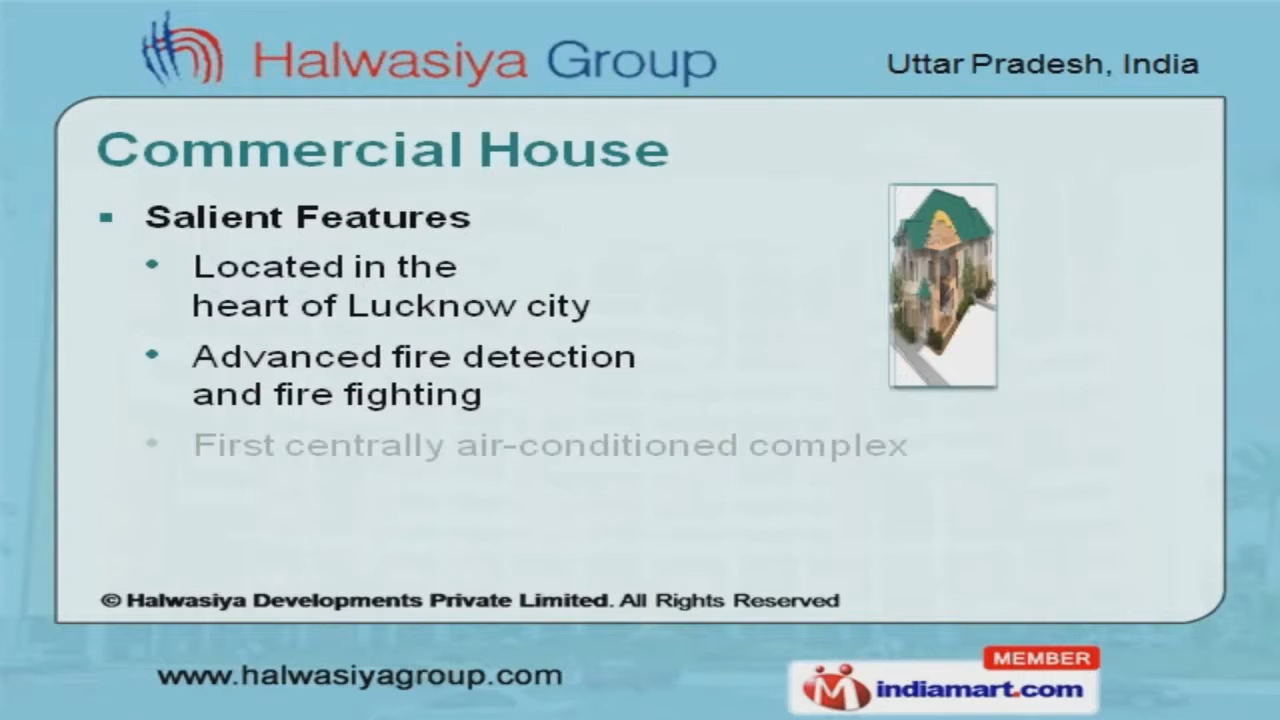 Halwasiya Group
Uttar Pradesh, India
Commercial House
▪ Salient Features
• Located in the
heart of Lucknow city
• Advanced fire detection
and fire fighting
• First centrally air-conditioned complex
© Halwasiya Developments Private Limited. All Rights Reserved
www.halwasiyagroup.com
MEMBER
indiamart.com